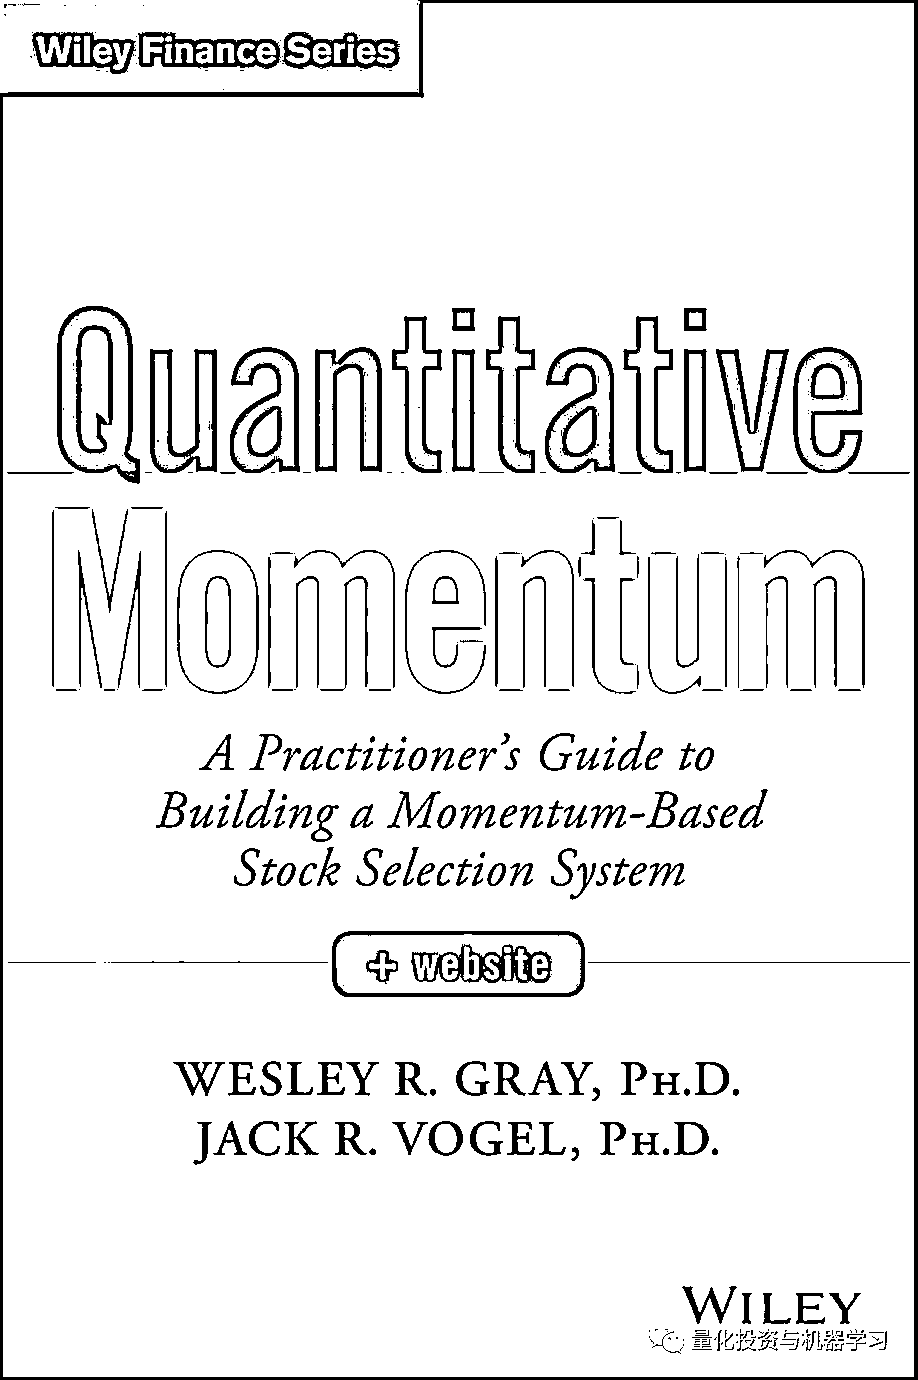 Wiley Finance Series
Quantitative
Momentum
A Practitioner's Guide to
Building a Momentum-Based
Stock Selection System
+ website
WESLEY R. GRAY, PH.D.
JACK R. VOGEL, PH.D.
WILEY
量化投资与机器学习